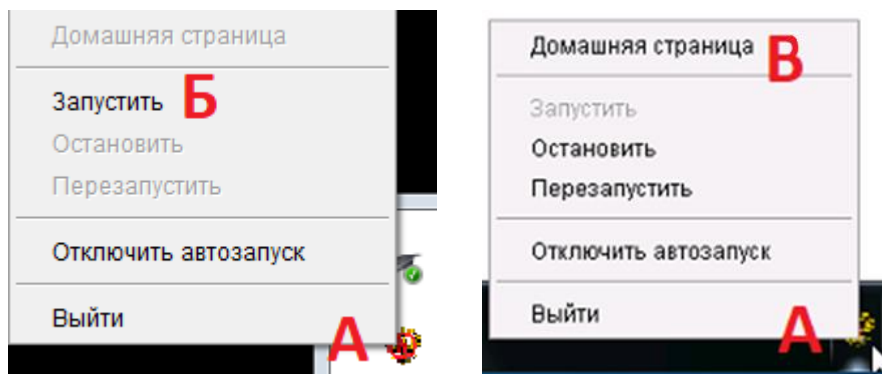 Домашняя страница
Запустить Б
Остановить
Перезапустить
Отключить автозапуск
Выйти
А
Домашняя страница В
Запустить
Остановить
Перезапустить
Отключить автозапуск
Выйти
А